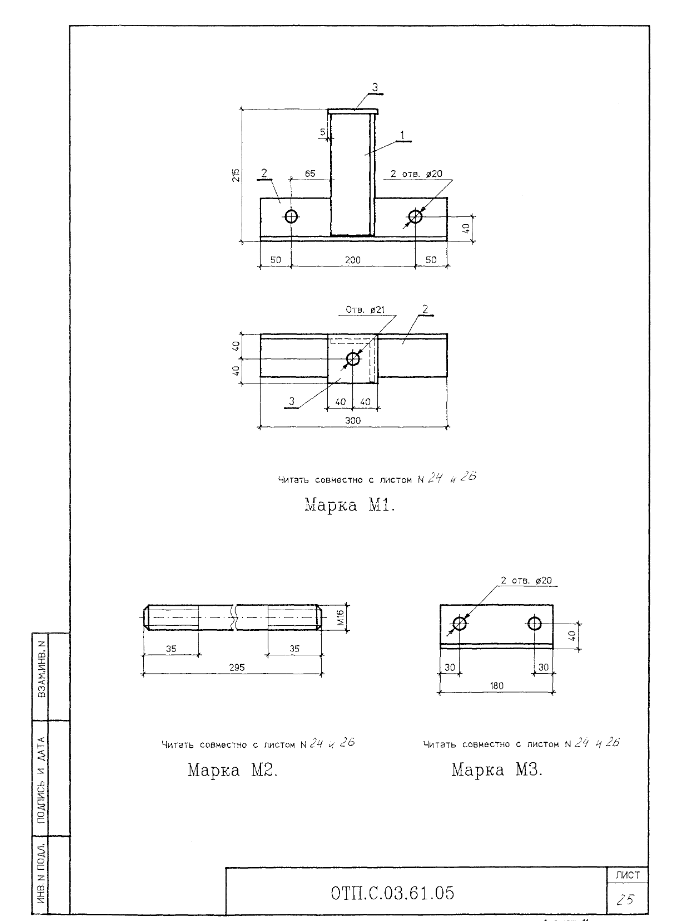 3
5
1
215
2
65
2 отв. ø20
40
50
200
50
Отв. ø21
2
40
40
3
40
40
300
Читать совместно с листом N 24 и 26
Марка М1.
2 отв. ø20
М16
40
35
35
30
30
295
180
Читать совместно с листом N 24 и 26
Читать совместно с листом N 24 и 26
Марка М2.
Марка М3.
ВЗАМ.ИНВ. N
ПОДПИСЬ И ДАТА
ИНВ N ПОДЛ.
ОТП.С.03.61.05
ЛИСТ
25